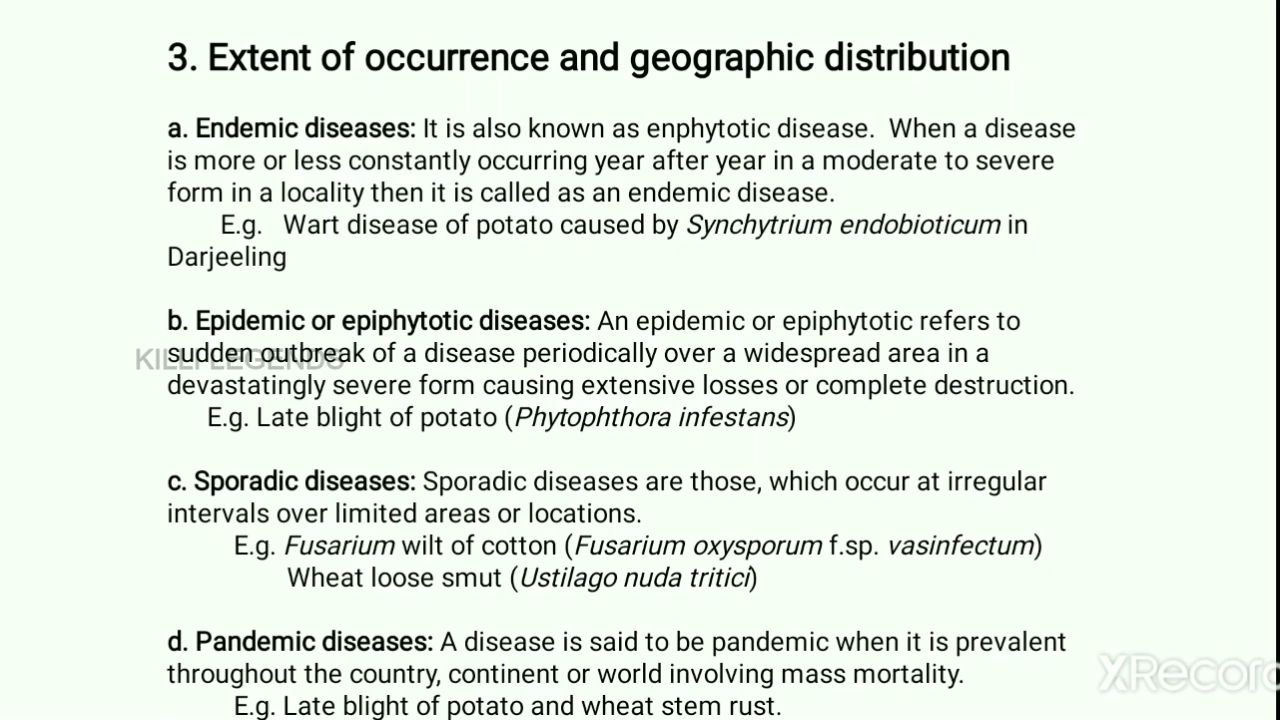 3. Extent of occurrence and geographic distribution
a. Endemic diseases: It is also known as enphytotic disease. When a disease
is more or less constantly occurring year after year in a moderate to severe
form in a locality then it is called as an endemic disease.
E.g. Wart disease of potato caused by Synchytrium endobioticum in
Darjeeling
b. Epidemic or epiphytotic diseases: An epidemic or epiphytotic refers to
sudden outbreak of a disease periodically over a widespread area in a
devastatingly severe form causing extensive losses or complete destruction.
E.g. Late blight of potato (Phytophthora infestans)
c. Sporadic diseases: Sporadic diseases are those, which occur at irregular
intervals over limited areas or locations.
E.g. Fusarium wilt of cotton (Fusarium oxysporum f.sp. vasinfectum)
Wheat loose smut (Ustilago nuda tritici)
d. Pandemic diseases: A disease is said to be pandemic when it is prevalent
throughout the country, continent or world involving mass mortality.
XRecord
E.g. Late blight of potato and wheat stem rust.